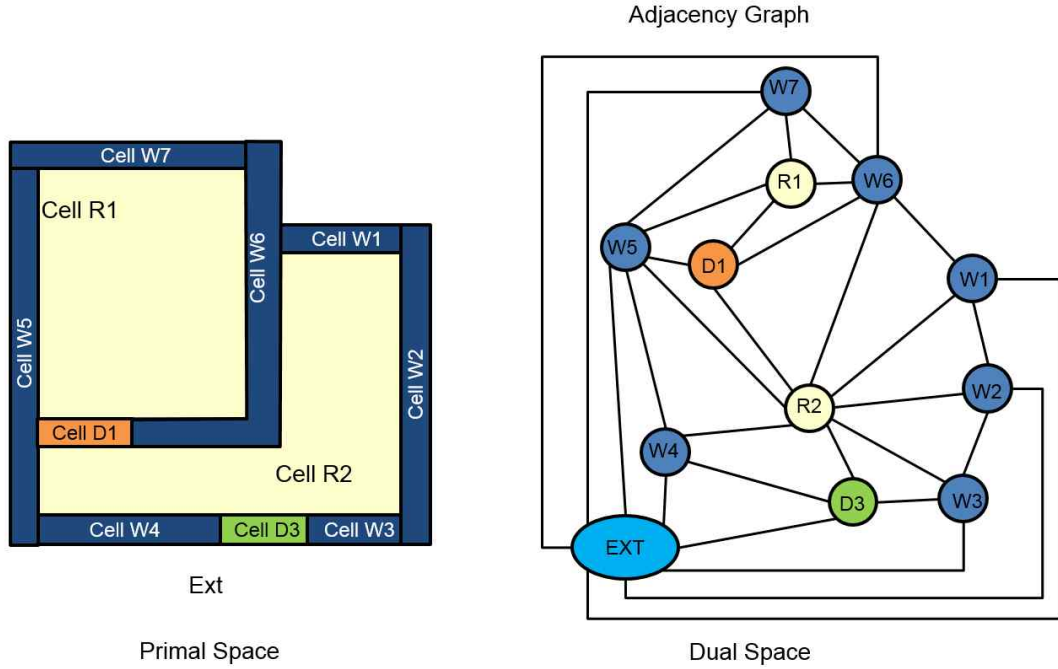 Adjacency Graph
Cell W7
Cell R1
Cell W6
Cell W1
Cell W5
Cell W2
Cell D1
Cell R2
Cell W4
Cell D3
Cell W3
Ext
Primal Space
W7
R1
W6
W5
D1
W1
W2
R2
W4
D3
W3
EXT
Dual Space